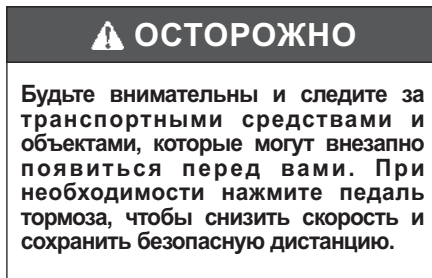 ОСТОРОЖНО
Будьте внимательны и следите за
транспортными средствами и
объектами, которые могут внезапно
появиться перед вами. При
необходимости нажмите педаль
тормоза, чтобы снизить скорость и
сохранить безопасную дистанцию.